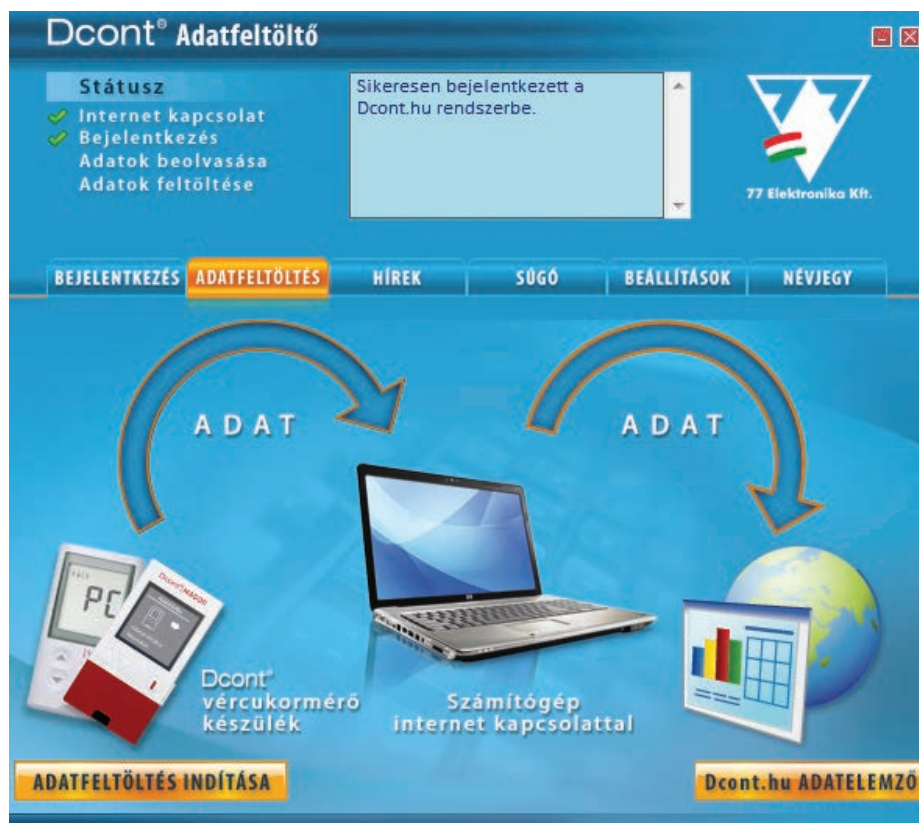 Dcont® Adatfeltöltő
Státusz
Internet kapcsolat
Bejelentkezés
Adatok beolvasása
Adatok feltöltése
Sikeresen bejelentkezett a
Dcont.hu rendszerbe.
77 Elektronika Kft.
BEJELENTKEZÉS ADATFELTÖLTÉS HÍREK SÚGÓ BEÁLLÍTÁSOK NÉVJEGY
ADAT
ADAT
PC
Dcont® MAGOR
Dcont®
vércukormérő
készülék
Számítógép
internet kapcsolattal
ADATFELTÖLTÉS INDÍTÁSA
Dcont.hu ADATELEMZŐ